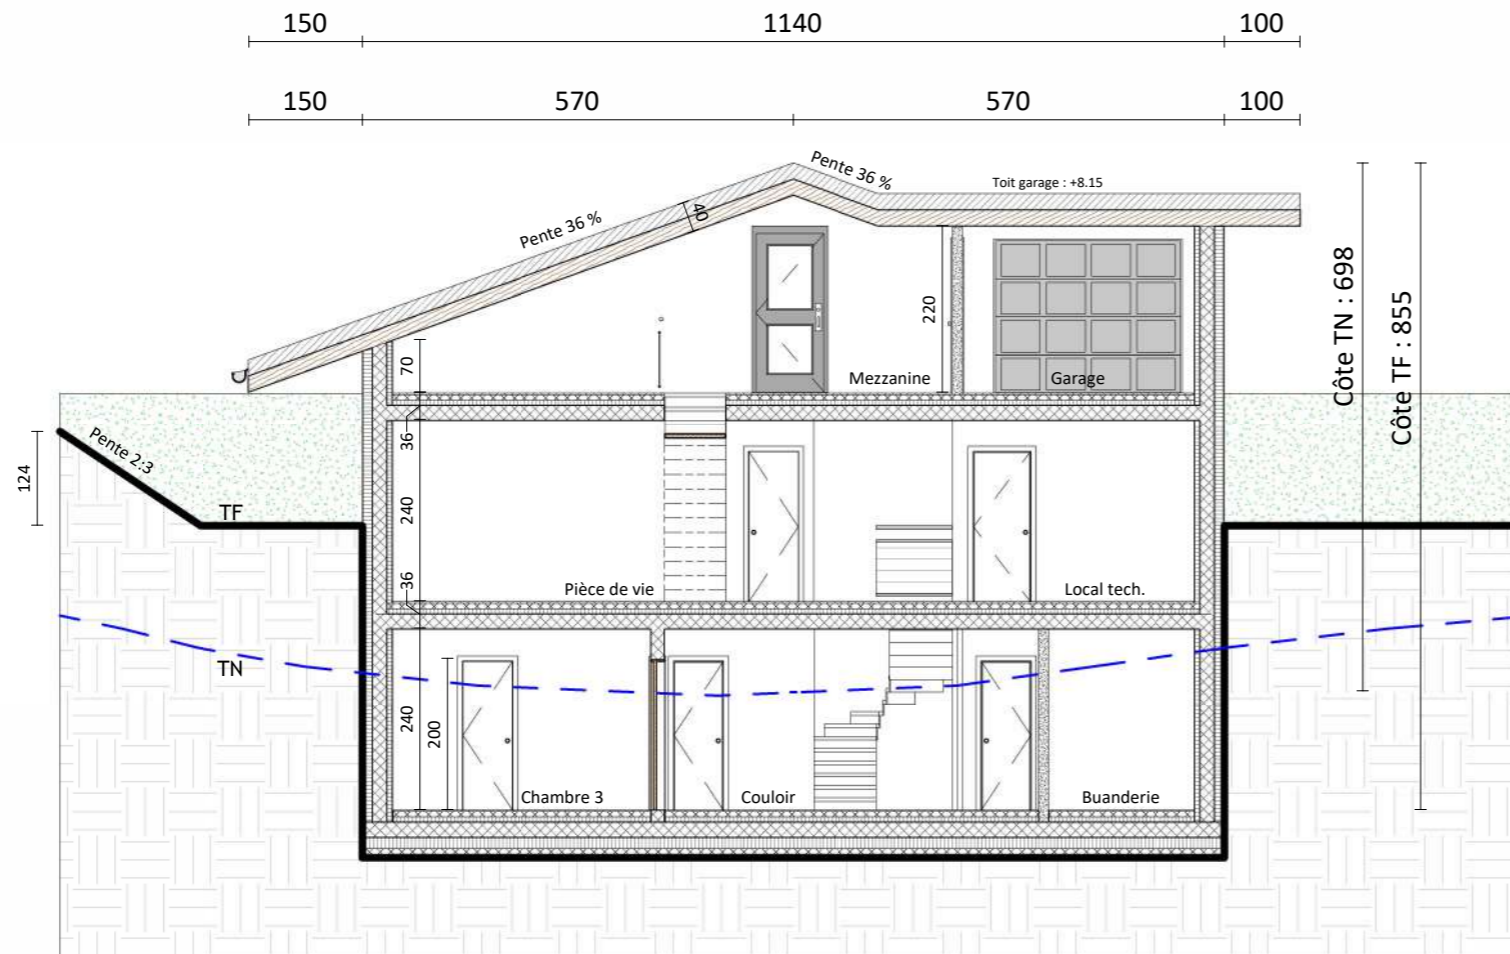 150 1140 100
150 570 570 100
Pente 36 %
Toit garage : +8.15
Pente 36 %
40
Côte TN : 698
Côte TF : 855
220
70
Mezzanine
Garage
36
Pente 2:3
124
TF
240
36
Pièce de vie
Local tech.
TN
240
200
Chambre 3
Couloir
Buanderie